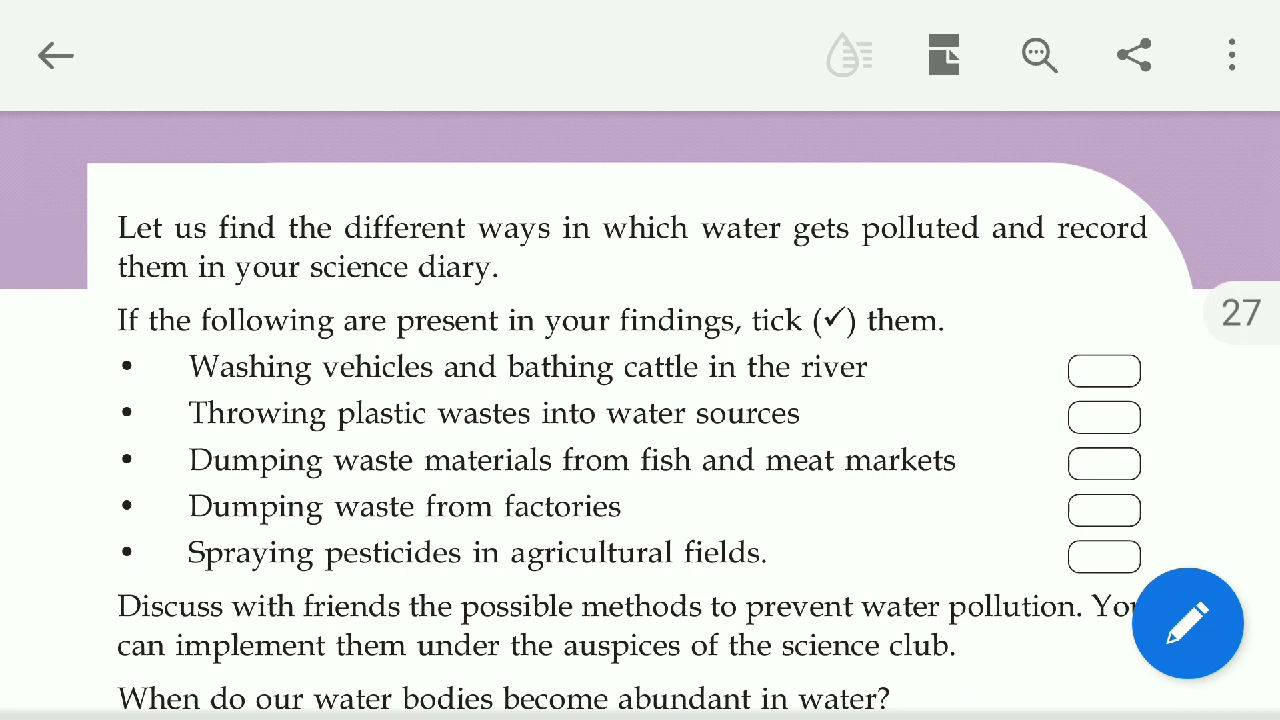 27
Let us find the different ways in which water gets polluted and record
them in your science diary.
If the following are present in your findings, tick (✓) them.
• Washing vehicles and bathing cattle in the river
• Throwing plastic wastes into water sources
• Dumping waste materials from fish and meat markets
• Dumping waste from factories
• Spraying pesticides in agricultural fields.
Discuss with friends the possible methods to prevent water pollution. You
can implement them under the auspices of the science club.
When do our water bodies become abundant in water?